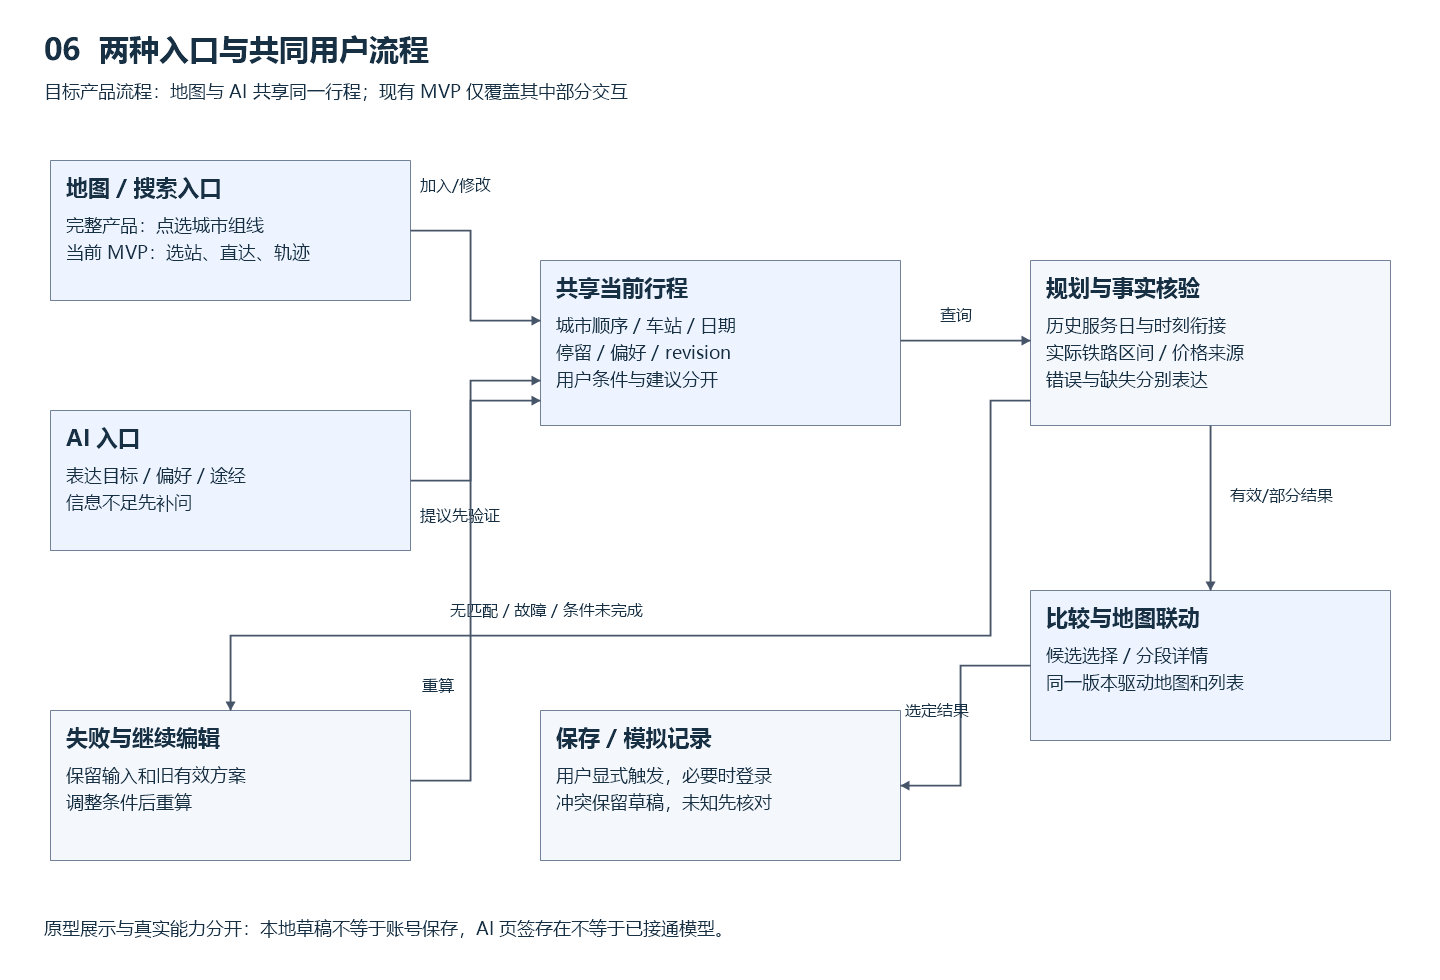 06 两种入口与共同用户流程
目标产品流程：地图与 AI 共享同一行程；现有 MVP 仅覆盖其中部分交互
地图 / 搜索入口
完整产品：点选城市组线
当前 MVP：选站、直达、轨迹
加入/修改
共享当前行程
城市顺序 / 车站 / 日期
停留 / 偏好 / revision
用户条件与建议分开
查询
规划与事实核验
历史服务日与时刻衔接
实际铁路区间 / 价格来源
错误与缺失分别表达
AI 入口
表达目标 / 偏好 / 途经
信息不足先补问
提议先验证
有效/部分结果
无匹配 / 故障 / 条件未完成
比较与地图联动
候选选择 / 分段详情
同一版本驱动地图和列表
重算
选定结果
失败与继续编辑
保留输入和旧有效方案
调整条件后重算
保存 / 模拟记录
用户显式触发，必要时登录
冲突保留草稿，未知先核对
原型展示与真实能力分开：本地草稿不等于账号保存，AI 页签存在不等于已接通模型。